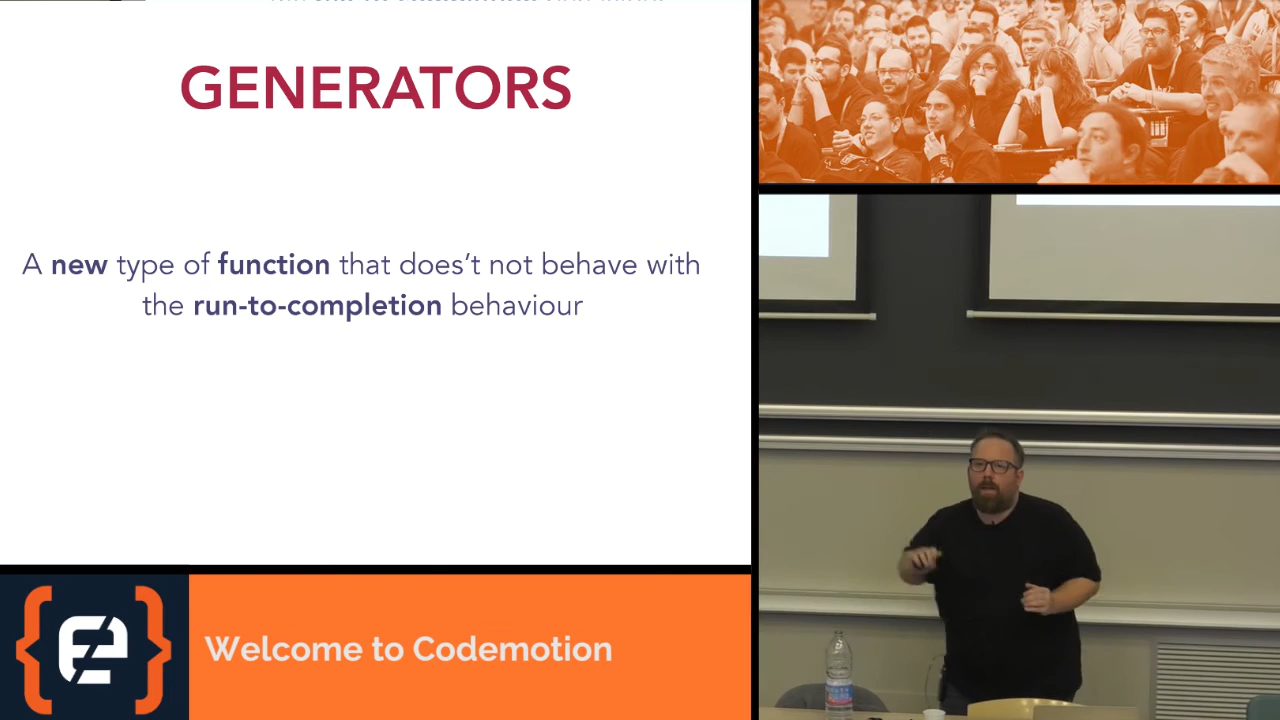 GENERATORS
A new type of function that does't not behave with
the run-to-completion behaviour
Welcome to Codemotion